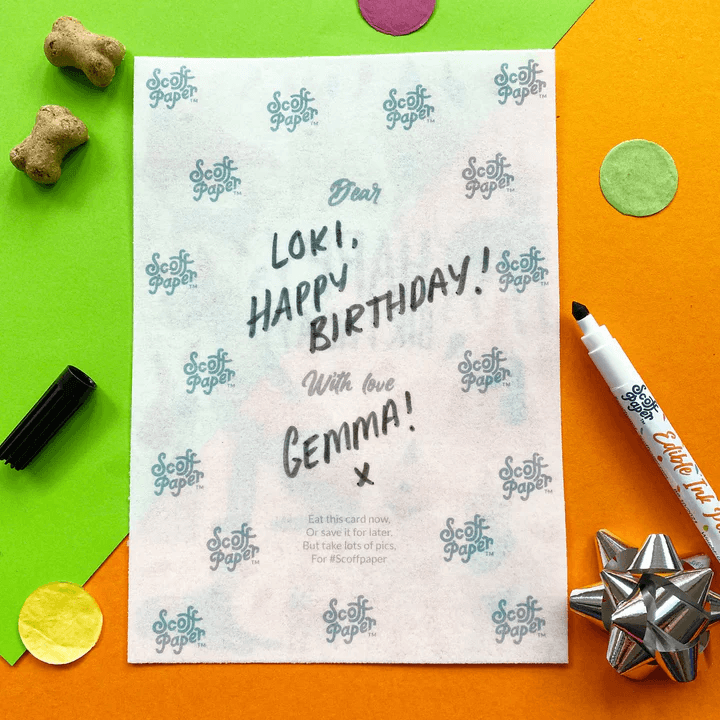 Scoff Paper™
Scoff Paper™
Scoff Paper™
Scoff Paper™
Scoff Paper™
Scoff Paper™
Dear
LOKI,
HAPPY
BIRTHDAY!
Scoff Paper™
Scoff Paper™
Scoff Paper™
Scoff Paper™
With love
GEMMA!
x
Scoff Paper™
Scoff Paper™
Eat this card now,
Or save it for later,
But take lots of pics,
For #Scoffpaper
Scoff Paper™
Scoff Paper™
Scoff Paper™
Scoff Paper™
Scoff Paper™
Scoff Paper
Edible Ink